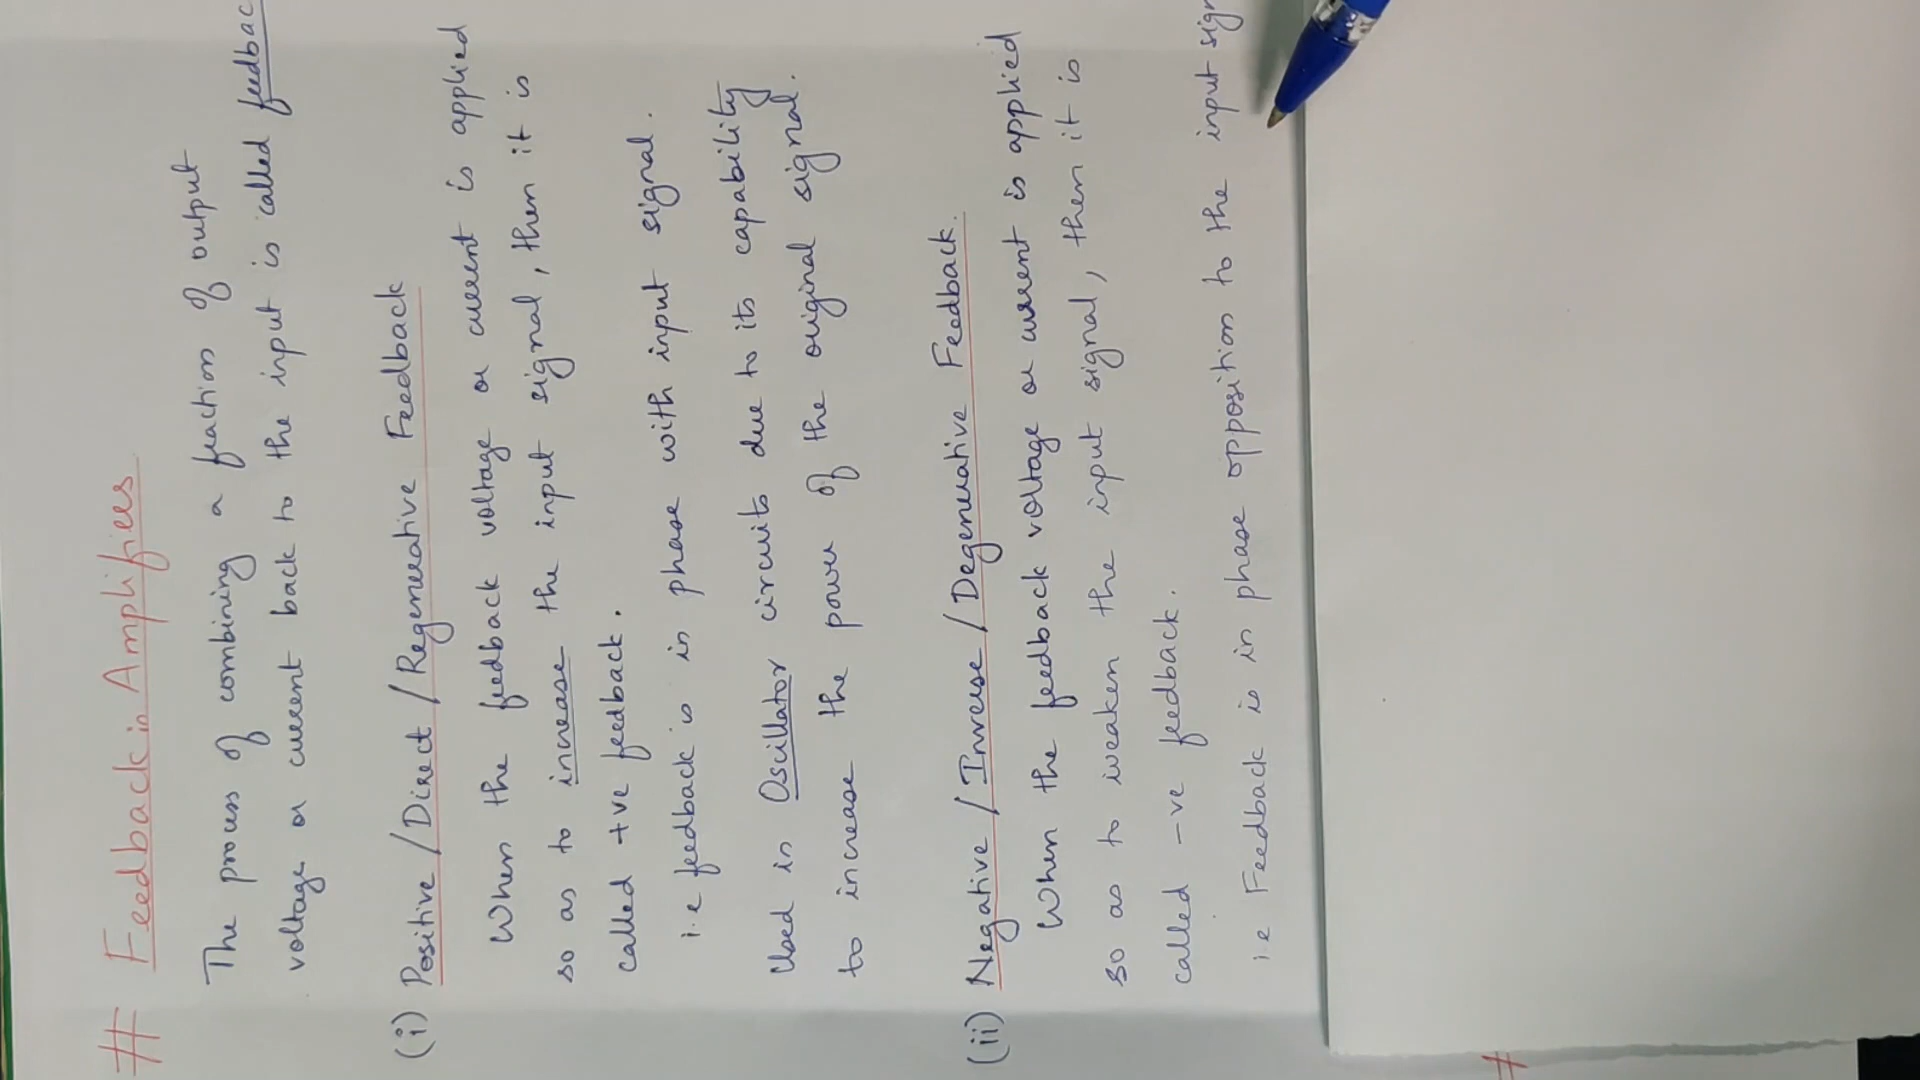 # Feedback in Amplifiers
The process of combining a fraction of output
voltage or current back to the input is called feedbac
(i) Positive / Direct / Regenerative Feedback
When the feedback voltage or current is applied
so as to increase the input signal, then it is
called +ve feedback.
i.e feedback is in phase with input signal.
Used in Oscillator circuits due to its capability
to increase the power of the original signal.
(ii) Negative / Inverse / Degenerative Feedback.
When the feedback voltage or current is applied
so as to weaken the input signal, then it is
called -ve feedback.
i.e Feedback is in phase opposition to the input sign
#